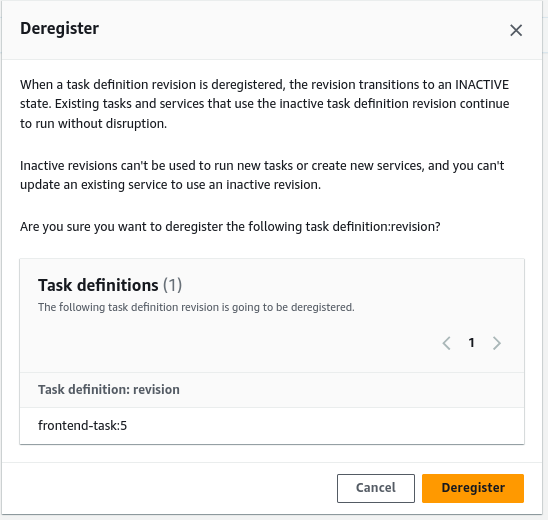 Deregister
When a task definition revision is deregistered, the revision transitions to an INACTIVE
state. Existing tasks and services that use the inactive task definition revision continue
to run without disruption.
Inactive revisions can't be used to run new tasks or create new services, and you can't
update an existing service to use an inactive revision.
Are you sure you want to deregister the following task definition:revision?
Task definitions (1)
The following task definition revision is going to be deregistered.
1
Task definition: revision
frontend-task:5
Cancel Deregister